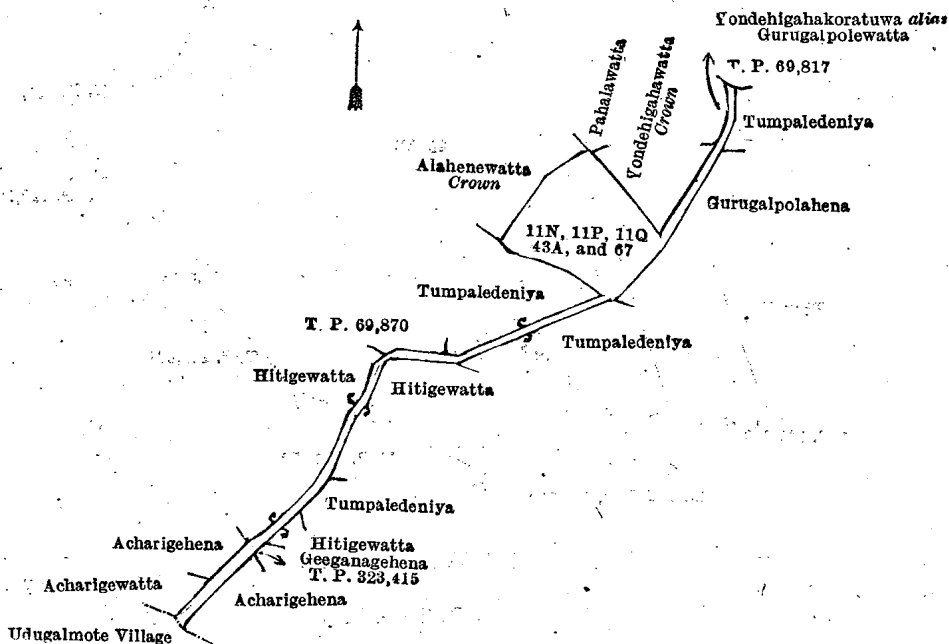 Yondehigahakoratuwa alias
Gurugalpolewatta
T. P. 69,817
Pahalawatta
Yondehigahawatta
Crown
Tumpaledeniya
Alahenewatta
Crown
Gurugalpolahena
11N, 11P, 11Q
43A, and 67
Tumpaledeniya
T. P. 69,870
Tumpaledeniya
Hitigewatta
Hitigewatta
Tumpaledeniya
Acharigehena
Hitigewatta
Geeganagehena
T. P. 323,415
Acharigewatta
Acharigehena
Udugalmote Village